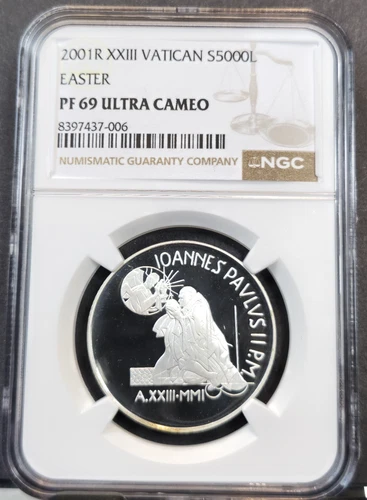 2001R XXIII VATICAN S5000L
EASTER
PF 69 ULTRA CAMEO
8397437-006
NUMISMATIC GUARANTY COMPANY
NGC
IOANNES PAVLVS II P.M.
A.XXIII·MMI